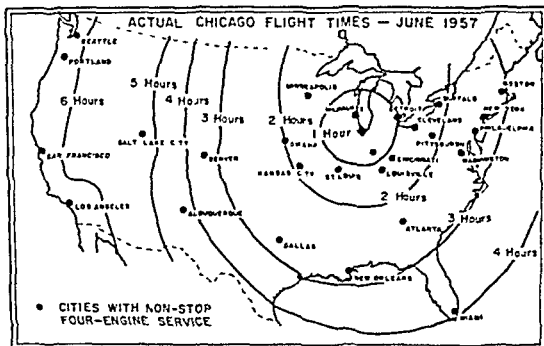 ACTUAL CHICAGO FLIGHT TIMES — JUNE 1957
SEATTLE
PORTLAND
6 Hours
5 Hours
4 Hours
3 Hours
2 Hours
1 Hour
MINNEAPOLIS
MILWAUKEE
DETROIT
BUFFALO
BOSTON
NEW YORK
CLEVELAND
PHILADELPHIA
PITTSBURGH
WASHINGTON
OMAHA
SALT LAKE CITY
DENVER
SAN FRANCISCO
KANSAS CITY
ST. LOUIS
CINCINNATI
LOUISVILLE
2 Hours
LOS ANGELES
ALBUQUERQUE
3 Hours
ATLANTA
DALLAS
4 Hours
NEW ORLEANS
MIAMI
CITIES WITH NON-STOP
FOUR-ENGINE SERVICE